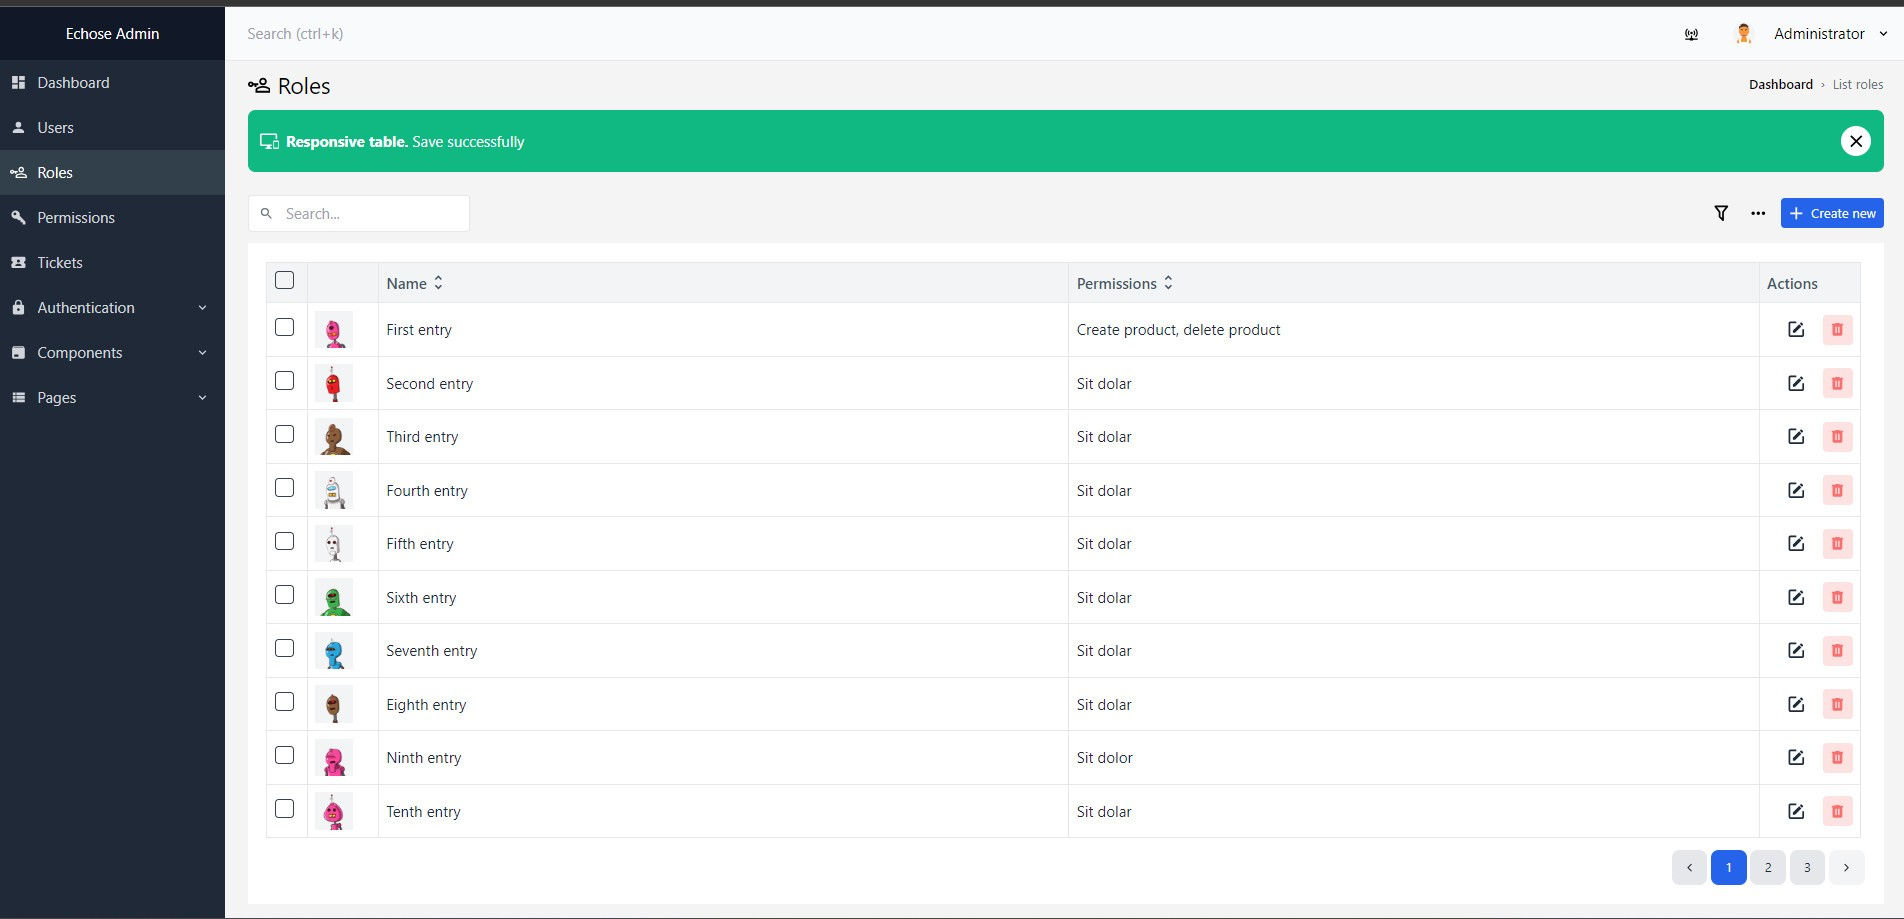 Echose Admin
Search (ctrl+k)
Administrator
Dashboard
Users
Roles
Permissions
Tickets
Authentication
Components
Pages
Roles
Dashboard › List roles
Responsive table. Save successfully
Search...
Create new
Name Permissions Actions
First entry Create product, delete product
Second entry Sit dolar
Third entry Sit dolar
Fourth entry Sit dolar
Fifth entry Sit dolar
Sixth entry Sit dolar
Seventh entry Sit dolar
Eighth entry Sit dolar
Ninth entry Sit dolor
Tenth entry Sit dolar
1 2 3